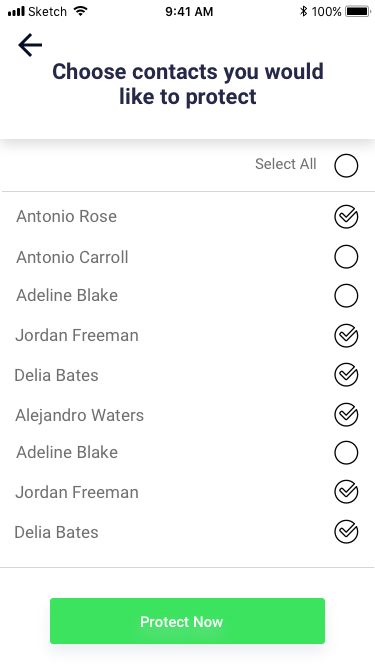 Sketch 9:41 AM 100%
Choose contacts you would
like to protect
Select All
Antonio Rose
Antonio Carroll
Adeline Blake
Jordan Freeman
Delia Bates
Alejandro Waters
Adeline Blake
Jordan Freeman
Delia Bates
Protect Now